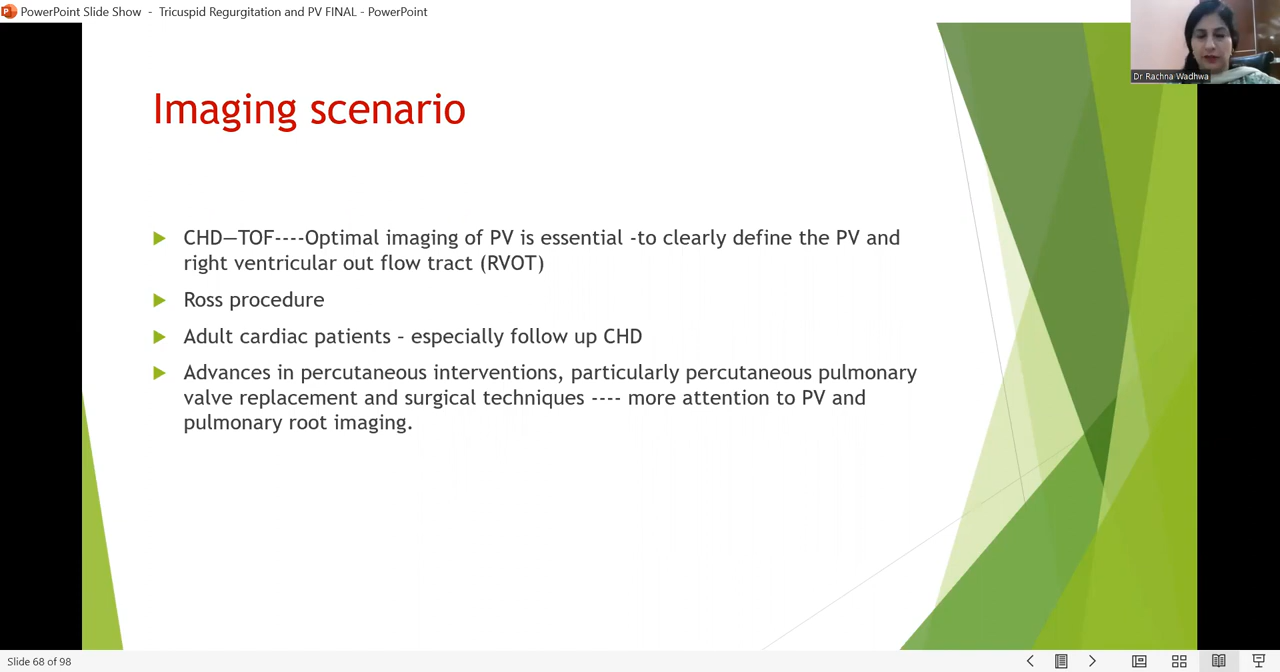 PowerPoint Slide Show - Tricuspid Regurgitation and PV FINAL - PowerPoint
Dr Rachna Wadhwa
Imaging scenario
CHD—TOF----Optimal imaging of PV is essential -to clearly define the PV and
right ventricular out flow tract (RVOT)
Ross procedure
Adult cardiac patients – especially follow up CHD
Advances in percutaneous interventions, particularly percutaneous pulmonary
valve replacement and surgical techniques ---- more attention to PV and
pulmonary root imaging.
Slide 68 of 98